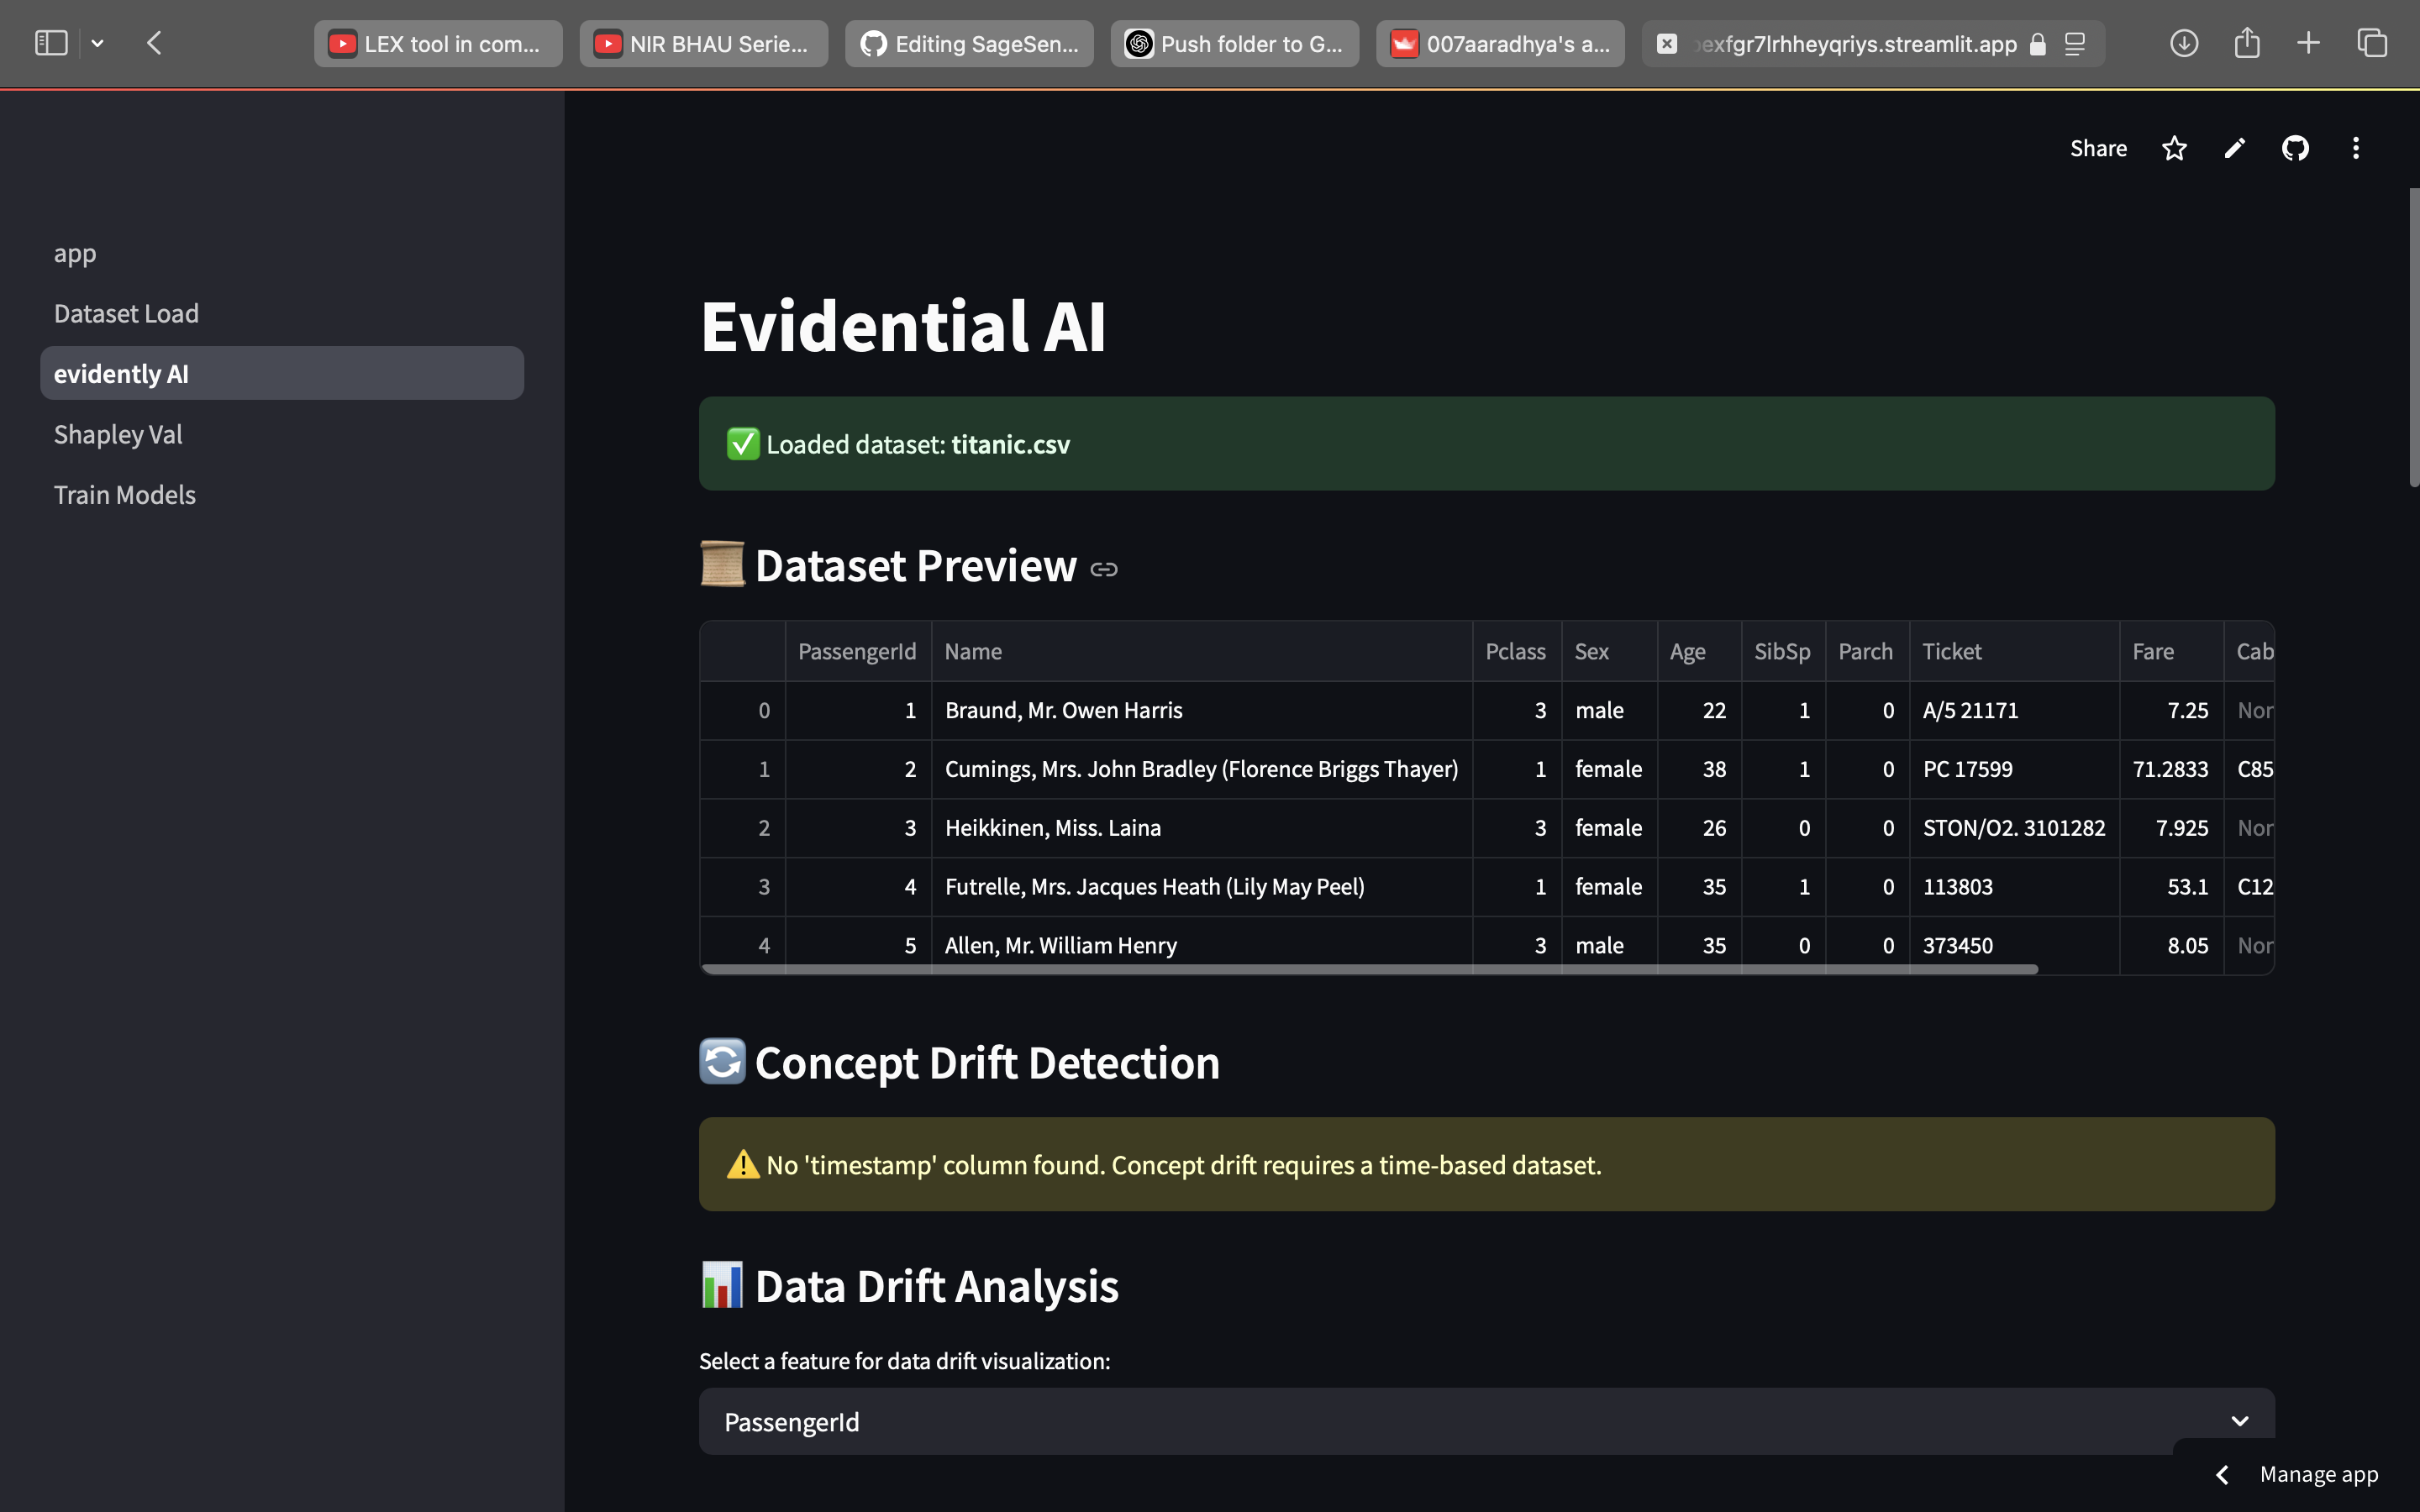 LEX tool in com...
NIR BHAU Serie...
Editing SageSen...
Push folder to G...
007aaradhya's a...
exfgr7lrhheyqriys.streamlit.app
Share
app
Dataset Load
evidently AI
Shapley Val
Train Models
Evidential AI
✅ Loaded dataset: titanic.csv
Dataset Preview
PassengerId Name Pclass Sex Age SibSp Parch Ticket Fare Cab
0 1 Braund, Mr. Owen Harris 3 male 22 1 0 A/5 21171 7.25 Nor
1 2 Cumings, Mrs. John Bradley (Florence Briggs Thayer) 1 female 38 1 0 PC 17599 71.2833 C85
2 3 Heikkinen, Miss. Laina 3 female 26 0 0 STON/O2. 3101282 7.925 Nor
3 4 Futrelle, Mrs. Jacques Heath (Lily May Peel) 1 female 35 1 0 113803 53.1 C12
4 5 Allen, Mr. William Henry 3 male 35 0 0 373450 8.05 Nor
Concept Drift Detection
⚠️ No 'timestamp' column found. Concept drift requires a time-based dataset.
Data Drift Analysis
Select a feature for data drift visualization:
PassengerId
Manage app